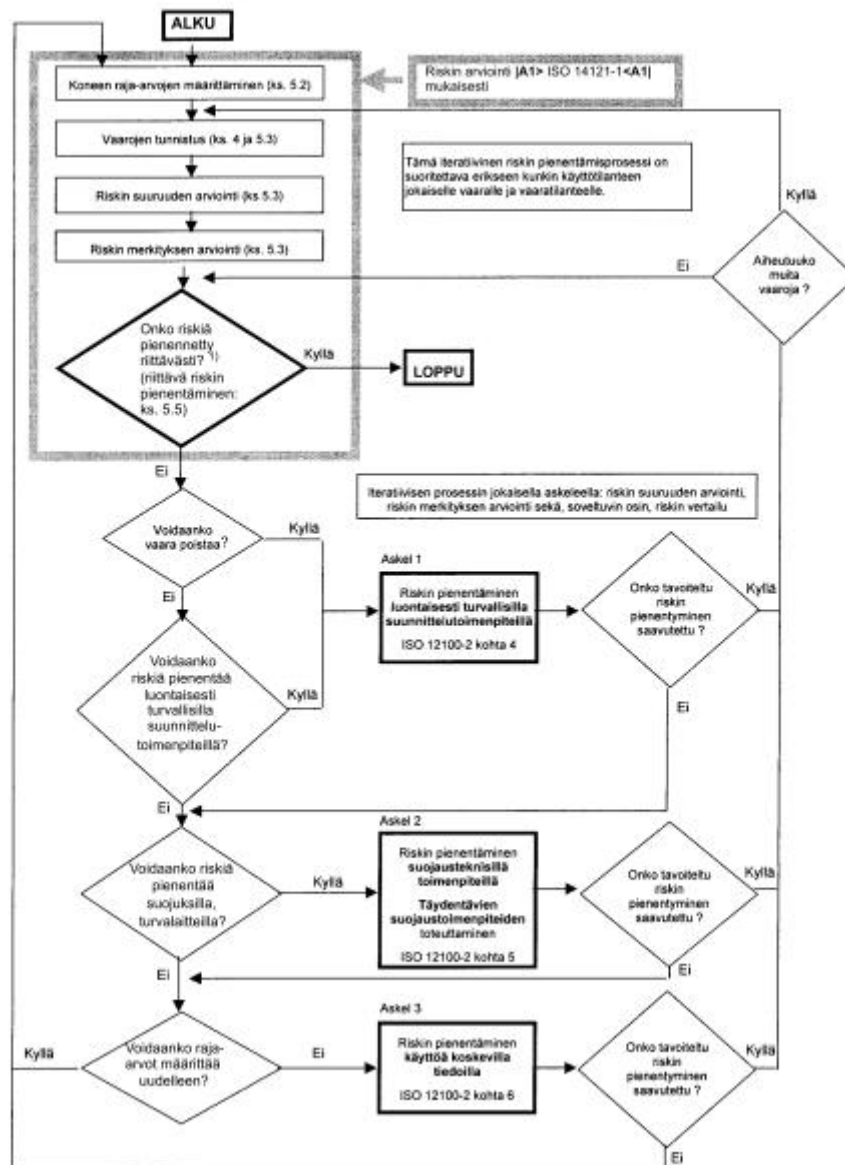 ALKU
Koneen raja-arvojen määrittäminen (ks. 5.2)
Riskin arviointi |A1> ISO 14121-1<A1|
mukaisesti
Vaarojen tunnistus (ks. 4 ja 5.3)
Tämä iteratiivinen riskin pienentämisprosessi on
suoritettava erikseen kunkin käyttötilanteen
jokaiselle vaaralle ja vaaratilanteelle.
Kyllä
Riskin suuruuden arviointi (ks 5.3)
Riskin merkityksen arviointi (ks. 5.3)
Ei
Aiheutuuko
muita
vaaroja ?
Onko riskiä
pienennetty
riittävästi? 1)
(riittävä riskin
pienentäminen:
ks. 5.5)
Kyllä
LOPPU
Ei
Iteratiivisen prosessin jokaisella askeleella: riskin suuruuden arviointi,
riskin merkityksen arviointi sekä, soveltuvin osin, riskin vertailu
Voidaanko
vaara poistaa?
Kyllä
Ei
Askel 1
Riskin pienentäminen
luontaisesti turvallisilla
suunnittelutoimenpiteillä
ISO 12100-2 kohta 4
Onko tavoiteltu
riskin
pienentyminen
saavutettu ?
Kyllä
Ei
Voidaanko
riskiä pienentää
luontaisesti
turvallisilla
suunnittelu-
toimenpiteillä?
Kyllä
Ei
Askel 2
Voidaanko riskiä
pienentää
suojuksilla,
turvalaitteilla?
Kyllä
Riskin pienentäminen
suojausteknisillä
toimenpiteillä
Täydentävien
suojaustoimenpiteiden
toteuttaminen
ISO 12100-2 kohta 5
Onko tavoiteltu
riskin
pienentyminen
saavutettu ?
Kyllä
Ei
Ei
Askel 3
Kyllä
Voidaanko raja-
arvot määrittää
uudelleen?
Ei
Riskin pienentäminen
käyttöä koskevilla
tiedoilla
ISO 12100-2 kohta 6
Onko tavoiteltu
riskin
pienentyminen
saavutettu ?
Kyllä
Ei